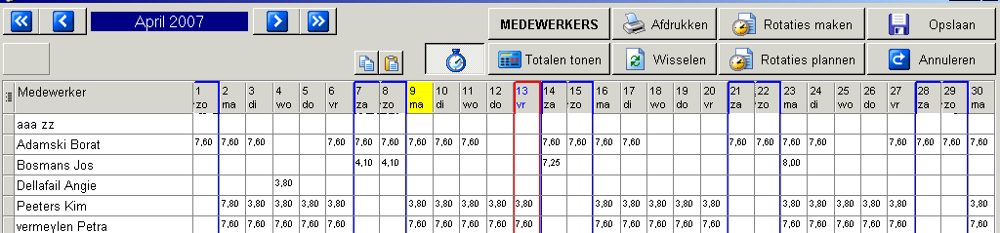 April 2007
MEDEWERKERS
Afdrukken
Rotaties maken
Opslaan
Totalen tonen
Wisselen
Rotaties plannen
Annuleren
Medewerker 1 2 3 4 5 6 7 8 9 10 11 12 13 14 15 16 17 18 19 20 21 22 23 24 25 26 27 28 29 30
zo ma di wo do vr za zo ma di wo do vr za zo ma di wo do vr za zo ma di wo do vr za zo ma
aaa zz
Adamski Borat 7,60 7,60 7,60 7,60 7,60 7,60 7,60 7,60 7,60 7,60 7,60 7,60 7,60 7,60 7,60 7,60 7,60 7,60 7,60 7,60 7,60
Bosmans Jos 4,10 4,10 7,25 8,00
Dellafail Angie 3,80
Peeters Kim 7,80 3,80 3,80 3,80 3,80 3,80 3,80 3,80 3,80 3,80 3,80 3,80 3,80 3,80 3,80 3,80 3,80 3,80 3,80 3,80 3,80
vermeylen Petra 7,60 7,60 7,60 7,60 7,60 7,60 7,60 7,60 7,60 7,60 7,60 7,60 7,60 7,60 7,60 7,60 7,60 7,60 7,60 7,60 7,60